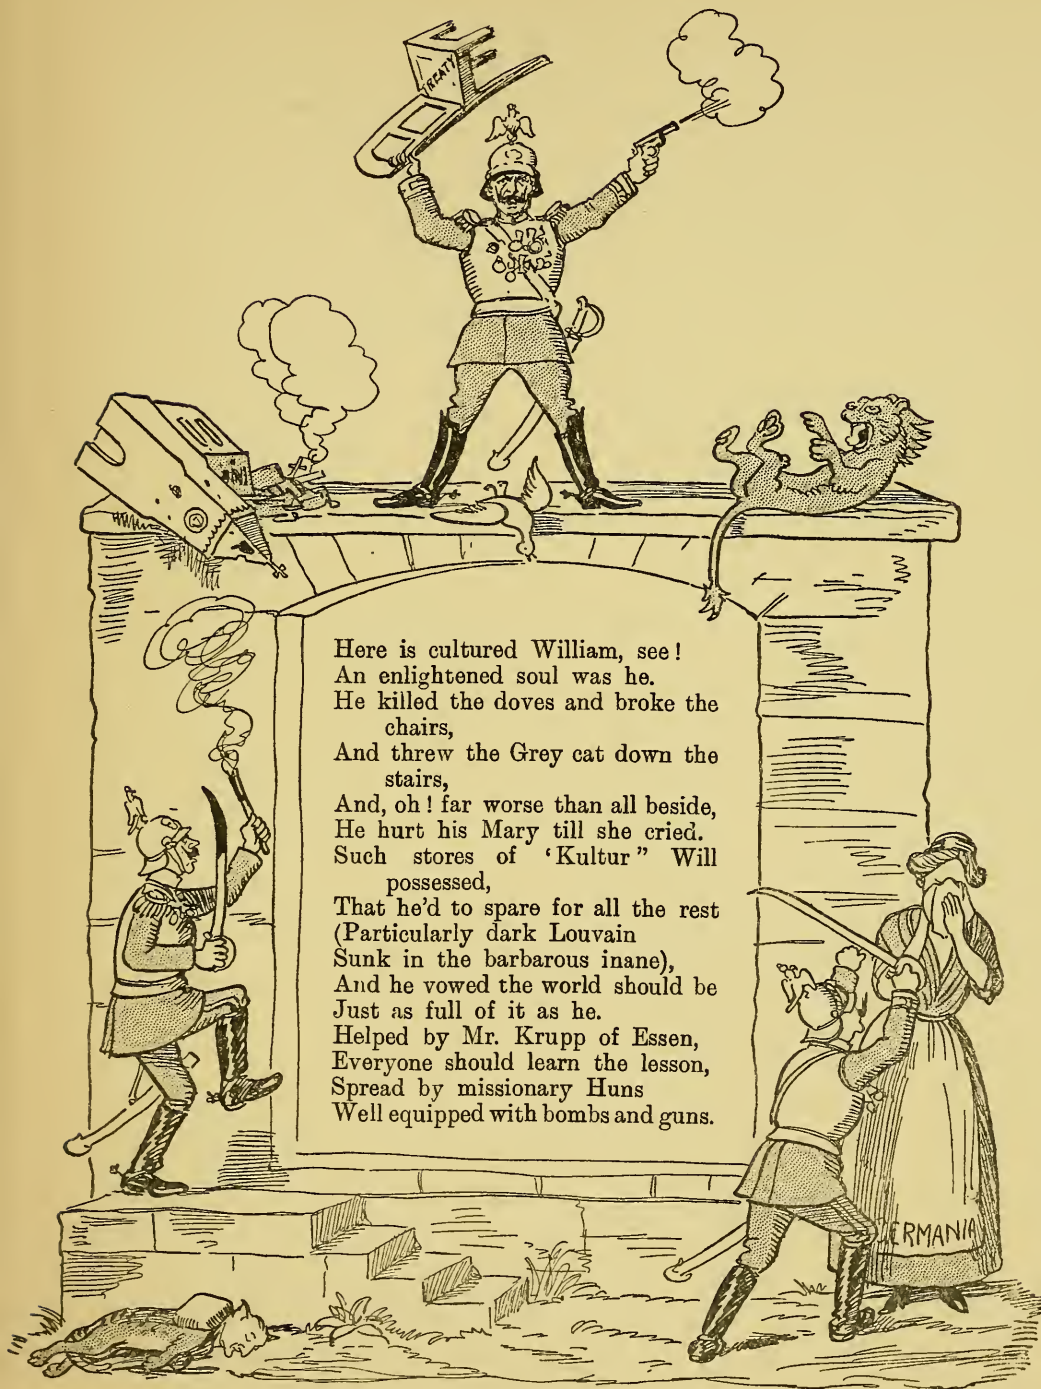 REATY
Here is cultured William, see!
An enlightened soul was he.
He killed the doves and broke the
chairs,
And threw the Grey cat down the
stairs,
And, oh! far worse than all beside,
He hurt his Mary till she cried.
Such stores of ‘Kultur” Will
possessed,
That he'd to spare for all the rest
(Particularly dark Louvain
Sunk in the barbarous inane),
And he vowed the world should be
Just as full of it as he.
Helped by Mr. Krupp of Essen,
Everyone should learn the lesson,
Spread by missionary Huns
Well equipped with bombs and guns.
ERMANIA